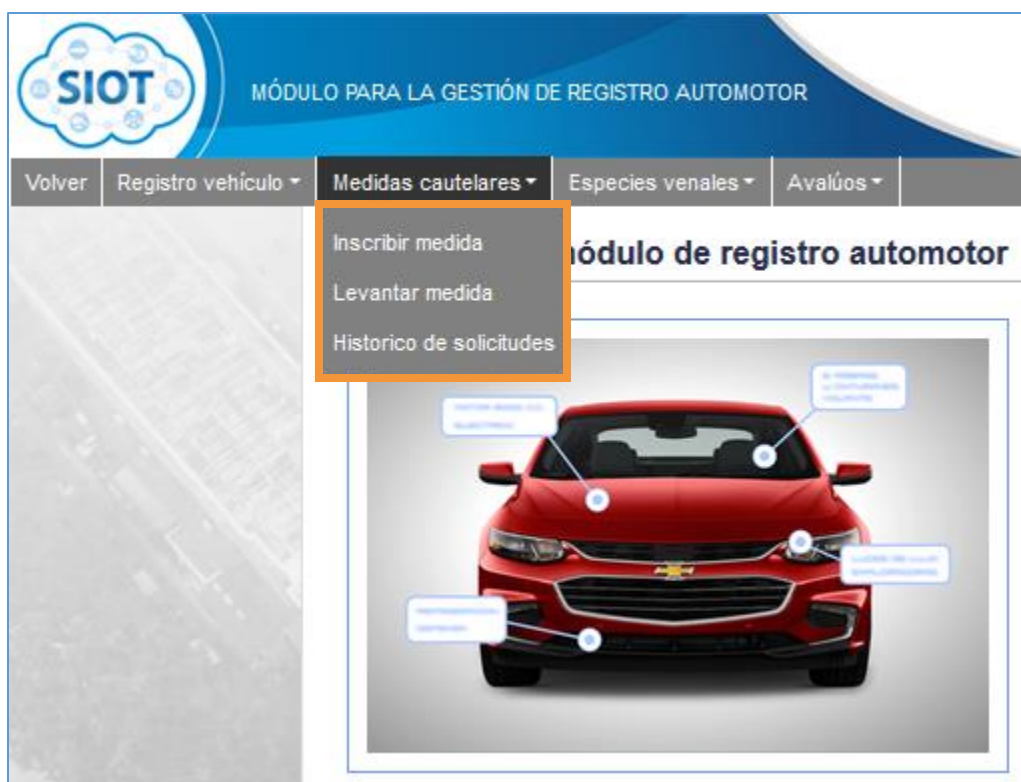 SIOT
MÓDULO PARA LA GESTIÓN DE REGISTRO AUTOMOTOR
Volver Registro vehículo Medidas cautelares Especies venales Avalúos
Inscribir medida
Levantar medida
Historico de solicitudes
módulo de registro automotor